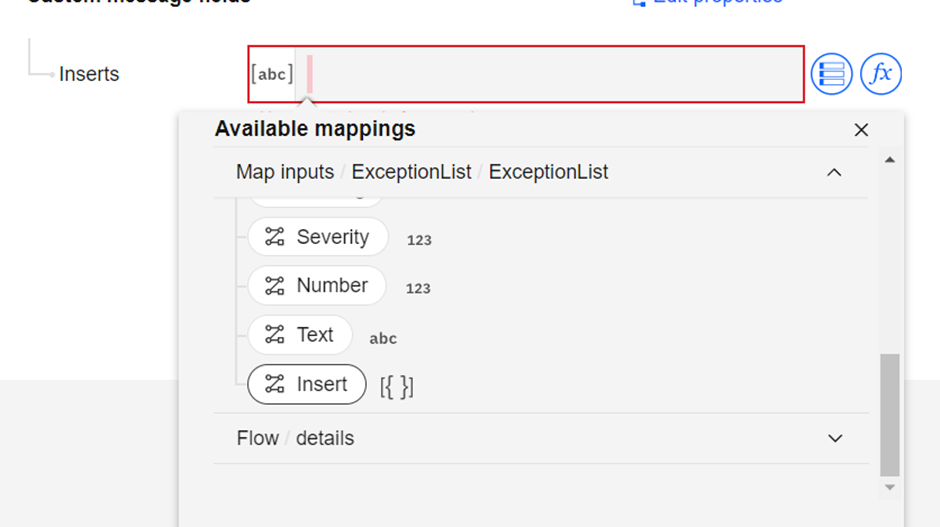 Custom message fields Edit properties
Inserts [abc] fx
Available mappings
Map inputs / ExceptionList / ExceptionList
Severity 123
Number 123
Text abc
Insert [{ }]
Flow / details